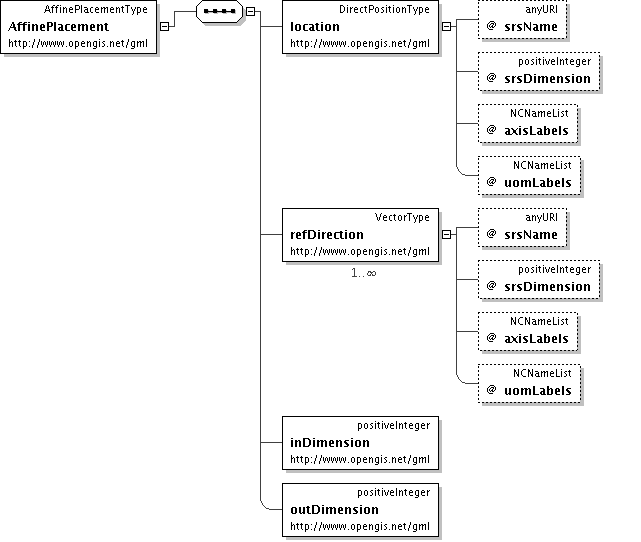 AffinePlacementType
AffinePlacement
http://www.opengis.net/gml
DirectPositionType
location
http://www.opengis.net/gml
anyURI
@ srsName
positiveInteger
@ srsDimension
NCNameList
@ axisLabels
NCNameList
@ uomLabels
VectorType
refDirection
http://www.opengis.net/gml
1..∞
anyURI
@ srsName
positiveInteger
@ srsDimension
NCNameList
@ axisLabels
NCNameList
@ uomLabels
positiveInteger
inDimension
http://www.opengis.net/gml
positiveInteger
outDimension
http://www.opengis.net/gml